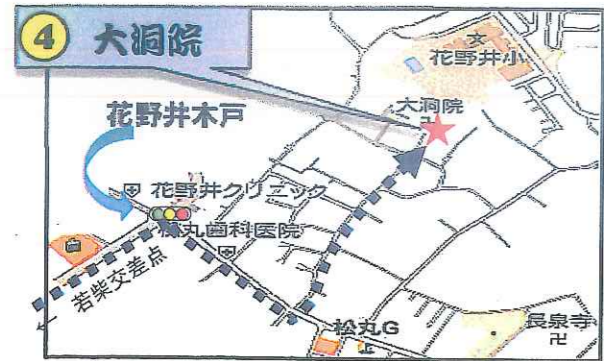 ④ 大洞院
花野井小
大洞院
花野井木戸
花野井クリニック
丸歯科医院
若柴交差点
松丸G
長泉寺